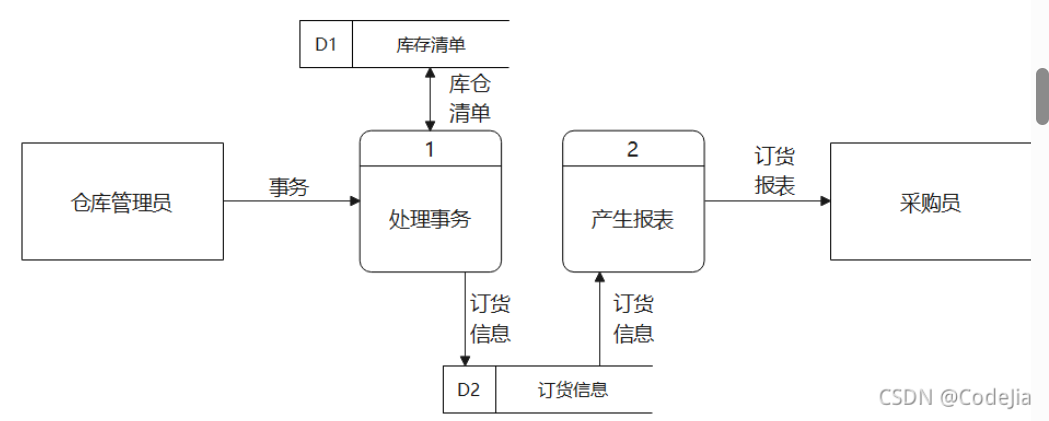 D1 库存清单
库仓
清单
1
2
仓库管理员
事务
处理事务
产生报表
订货
报表
采购员
订货
信息
订货
信息
D2 订货信息
CSDN @CodeJia